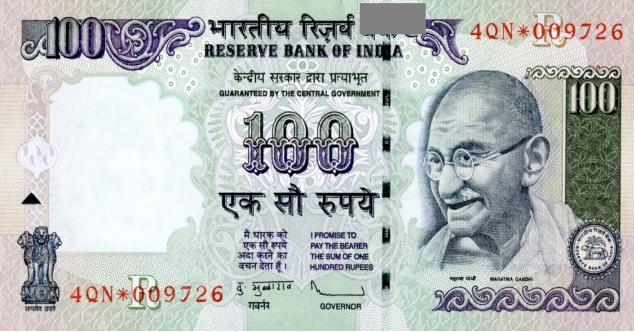 100 भारतीय रिज़र्व
4QN*009726
RESERVE BANK OF INDIA
केन्द्रीय सरकार द्वारा प्रत्याभूत
GUARANTEED BY THE CENTRAL GOVERNMENT
100
100
एक सौ रुपये
मैं धारक को
एक सौ रुपये
अदा करने का
वचन देता हूँ।
I PROMISE TO
PAY THE BEARER
THE SUM OF ONE
HUNDRED RUPEES
महात्मा गांधी MAHATMA GANDHI
R
4QN*009726
गवर्नर GOVERNOR
सत्यमेव जयते